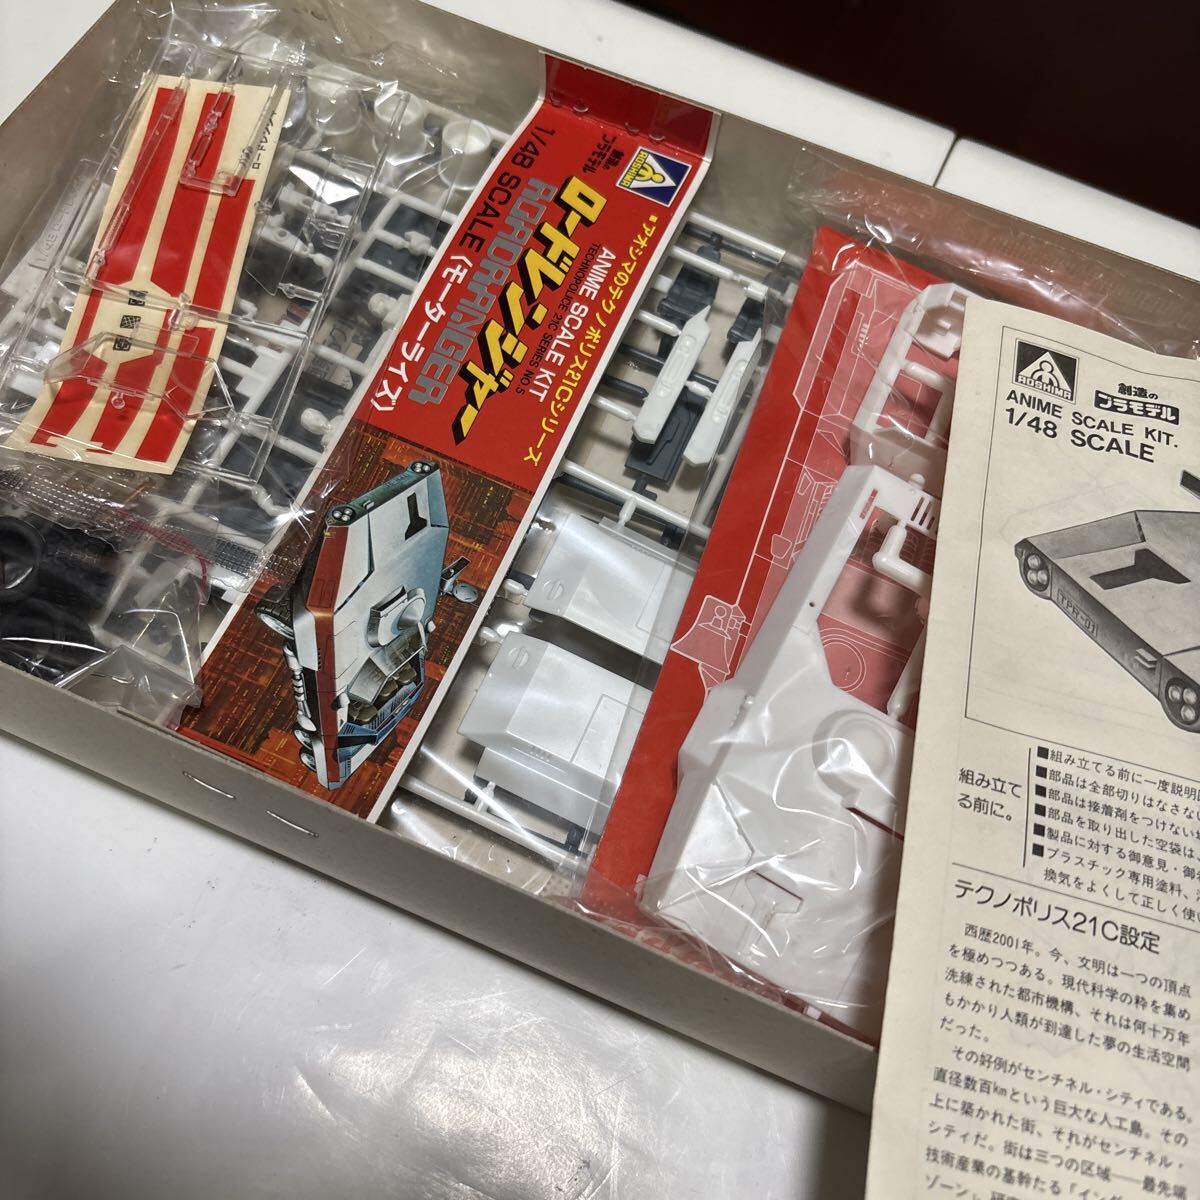 創造の
プラモデル
AOSHIMA
■アオシマのテクノポリス21Cシリーズ
TECHNOPOLICE 21C SERIES NO.5
ANIME SCALE KIT
ロードレンジャー
1/48 SCALE〈モーターライズ〉
AOSHIMA
創造の
プラモデル
ANIME SCALE KIT.
1/48 SCALE
TPR-01
組み立て
る前に。
■組み立てる前に一度説明
■部品は全部切りはなさな
■部品は接着剤をつけない
■部品を取り出した空袋は
■製品に対する御意見・御
■プラスチック専用塗料、
換気をよくして正しく使い
テクノポリス21C設定
西歴2001年。今、文明は一つの頂点
を極めつつある。現代科学の粋を集め
洗練された都市機構、それは何十万年
もかかり人類が到達した夢の生活空間
だった。
その好例がセンチネル・シティである。
直径数百kmという巨大な人工島。その
上に築かれた街、それがセンチネル・
シティだ。街は三つの区域――最先端
技術産業の基幹たる「イ
ゾーン」